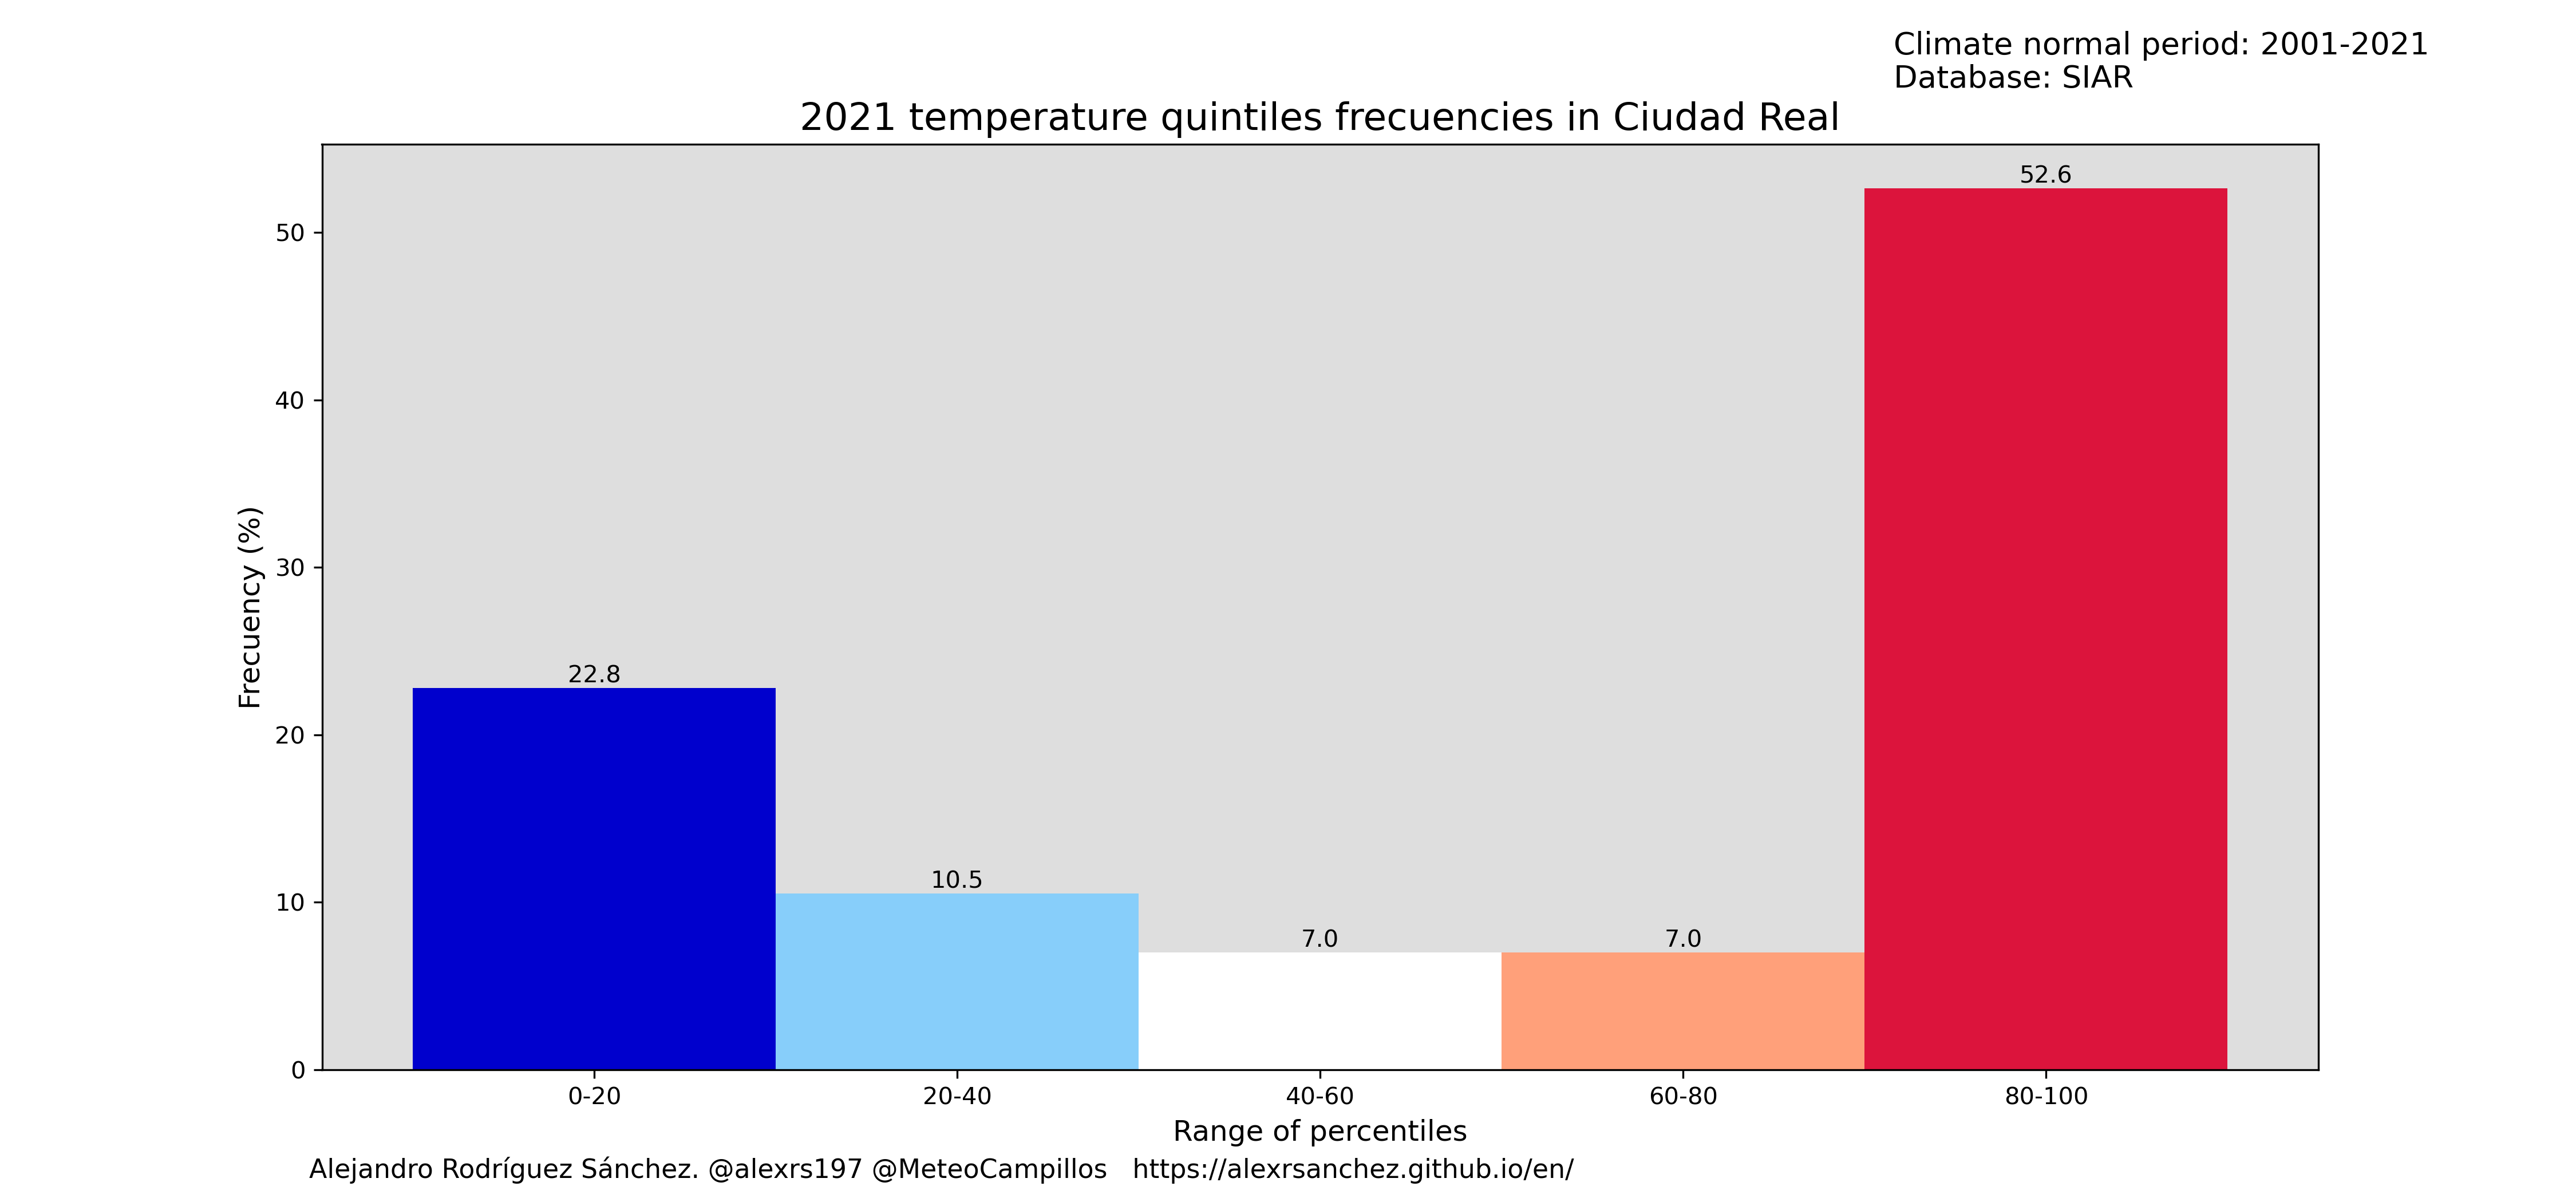 Climate normal period: 2001-2021
Database: SIAR
2021 temperature quintiles frecuencies in Ciudad Real
52.6
50
40
Frecuency (%)
30
22.8
20
10.5
10
7.0
7.0
0
0-20
20-40
40-60
60-80
80-100
Range of percentiles
Alejandro Rodríguez Sánchez. @alexrs197 @MeteoCampillos https://alexrsanchez.github.io/en/